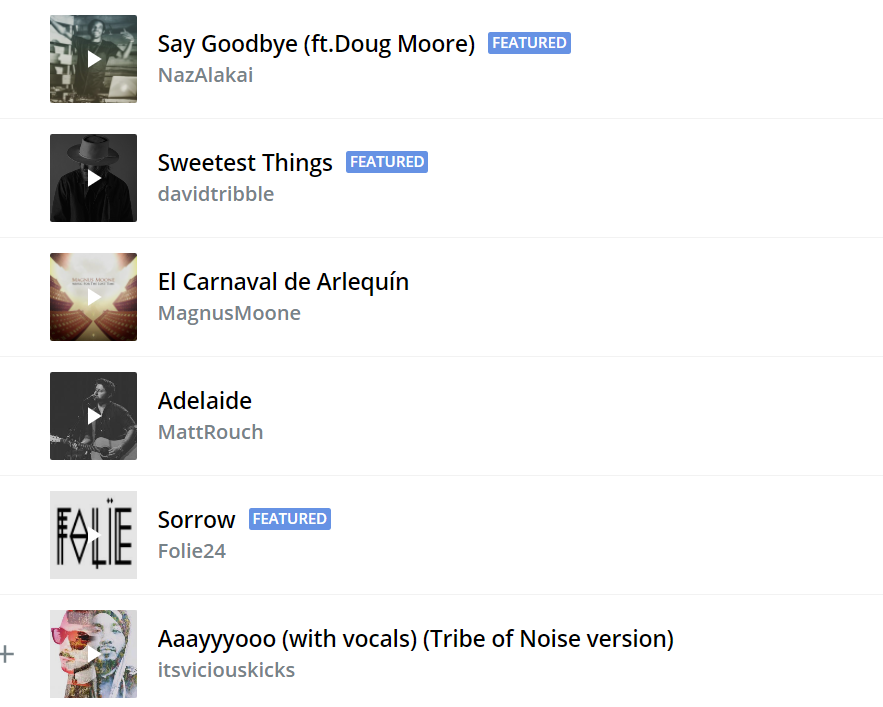 Say Goodbye (ft.Doug Moore) FEATURED
NazAlakai
Sweetest Things FEATURED
davidtribble
MAGNUS MOONE
El Carnaval de Arlequín
MagnusMoone
Adelaide
MattRouch
FOLÏE
Sorrow FEATURED
Folie24
Aaayyyooo (with vocals) (Tribe of Noise version)
itsviciouskicks